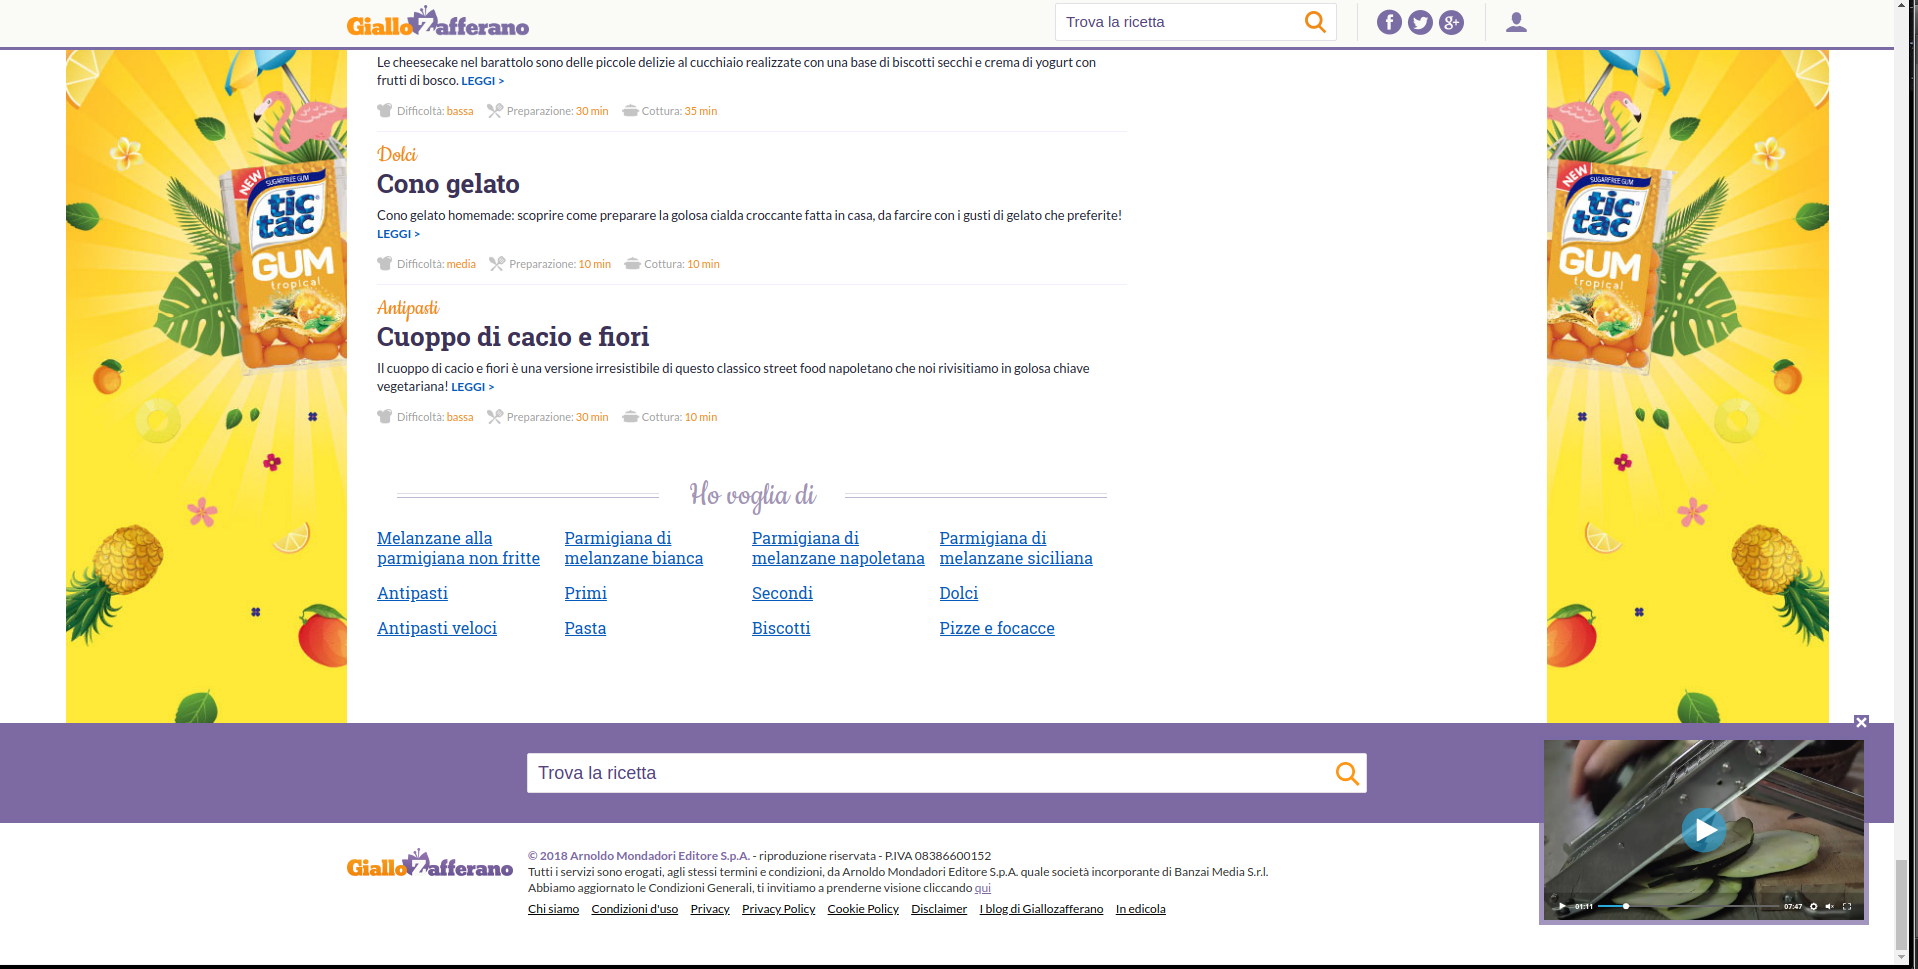 GialloZafferano
Trova la ricetta
Le cheesecake nel barattolo sono delle piccole delizie al cucchiaio realizzate con una base di biscotti secchi e crema di yogurt con
frutti di bosco. LEGGI >
Difficoltà: bassa Preparazione: 30 min Cottura: 35 min
Dolci
Cono gelato
Cono gelato homemade: scoprire come preparare la golosa cialda croccante fatta in casa, da farcire con i gusti di gelato che preferite!
LEGGI >
Difficoltà: media Preparazione: 10 min Cottura: 10 min
Antipasti
Cuoppo di cacio e fiori
Il cuoppo di cacio e fiori è una versione irresistibile di questo classico street food napoletano che noi rivisitiamo in golosa chiave
vegetariana! LEGGI >
Difficoltà: bassa Preparazione: 30 min Cottura: 10 min
NEW
SUGARFREE GUM
tic
tac
GUM
tropical
NEW
SUGARFREE GUM
tic
tac
GUM
tropical
Ho voglia di
Melanzane alla
parmigiana non fritte
Parmigiana di
melanzane bianca
Parmigiana di
melanzane napoletana
Parmigiana di
melanzane siciliana
Antipasti Primi Secondi Dolci
Antipasti veloci Pasta Biscotti Pizze e focacce
Trova la ricetta
01:11 07:47
GialloZafferano
© 2018 Arnoldo Mondadori Editore S.p.A. - riproduzione riservata - P.IVA 08386600152
Tutti i servizi sono erogati, agli stessi termini e condizioni, da Arnoldo Mondadori Editore S.p.A. quale società incorporante di Banzai Media S.r.l.
Abbiamo aggiornato le Condizioni Generali, ti invitiamo a prenderne visione cliccando qui
Chi siamo Condizioni d'uso Privacy Privacy Policy Cookie Policy Disclaimer I blog di Giallozafferano In edicola